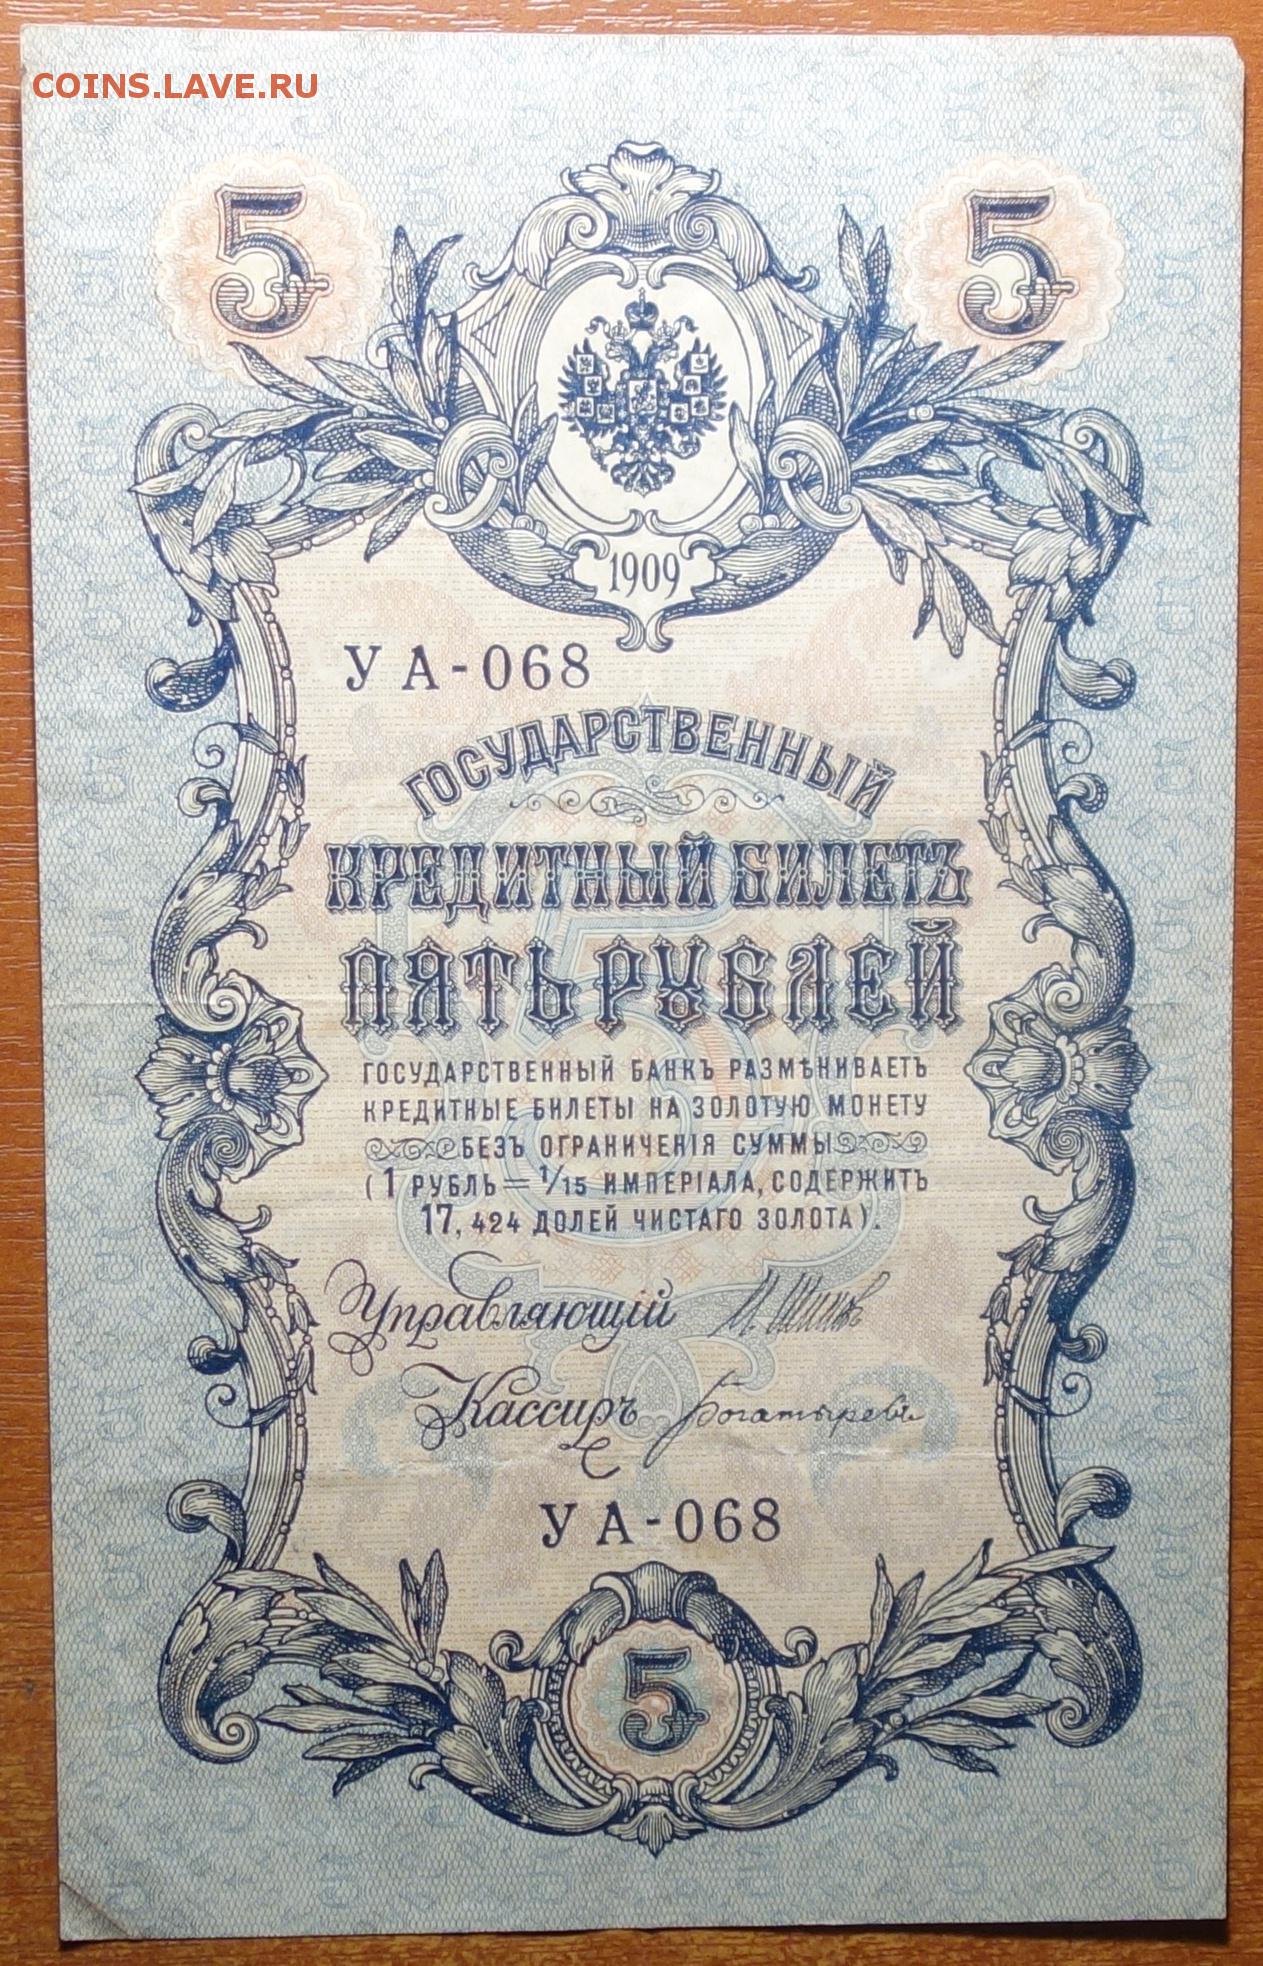 COINS.LAVE.RU
5 5
1909
УА-068
ГОСУДАРСТВЕННЫЙ
КРЕДИТНЫЙ БИЛЕТЪ
ПЯТЬ РУБЛЕЙ
ГОСУДАРСТВЕННЫЙ БАНКЪ РАЗМѢНИВАЕТЪ
КРЕДИТНЫЕ БИЛЕТЫ НА ЗОЛОТУЮ МОНЕТУ
БЕЗЪ ОГРАНИЧЕНІЯ СУММЫ
(1 РУБЛЬ = 1/15 ИМПЕРІАЛА, СОДЕРЖИТЪ
17,424 ДОЛЕЙ ЧИСТАГО ЗОЛОТА).
Управляющій И. Шипов
Кассиръ Богатыревъ
УА-068
5